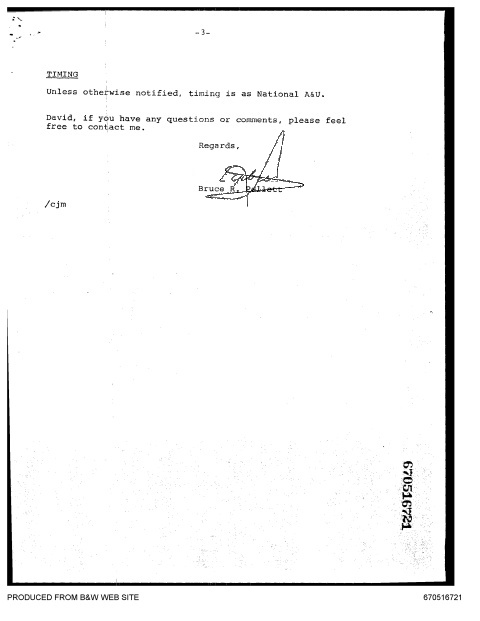 -3-
TIMING
Unless otherwise notified, timing is as National A&U.
David, if you have any questions or comments, please feel
free to contact me.
Regards,
Bruce R. Pellett
/cjm
670516721
PRODUCED FROM B&W WEB SITE
670516721